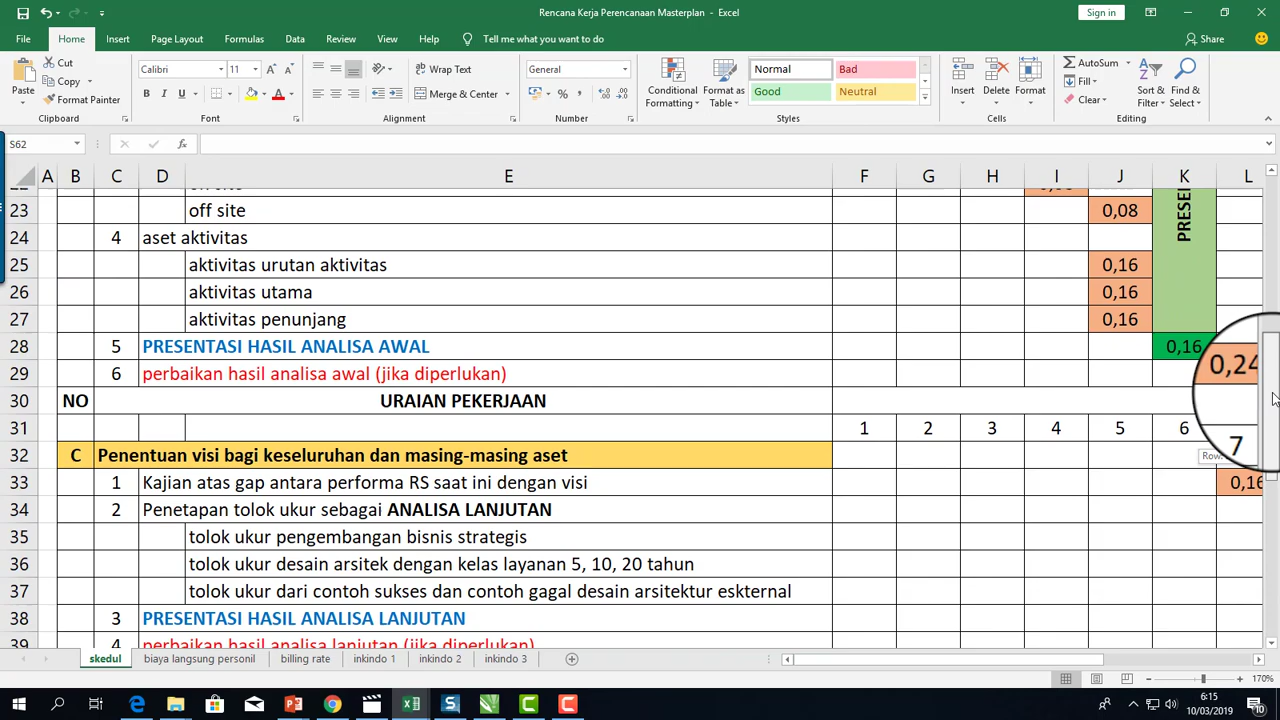 Rencana Kerja Perencanaan Masterplan - Excel
Sign in
File Home Insert Page Layout Formulas Data Review View Help Tell me what you want to do Share
Paste
Cut
Copy
Format Painter
Clipboard
Calibri 11
B I U
Font
Wrap Text
Merge & Center
Alignment
General
Number
Conditional Formatting
Format as Table
Normal Bad
Good Neutral
Styles
Insert Delete Format
Cells
AutoSum
Fill
Clear
Sort & Filter
Find & Select
Editing
S62
A B C D E F G H I J K L
23 off site 0,08
24 4 aset aktivitas
25 aktivitas urutan aktivitas 0,16
26 aktivitas utama 0,16
27 aktivitas penunjang 0,16
28 5 PRESENTASI HASIL ANALISA AWAL 0,16
29 6 perbaikan hasil analisa awal (jika diperlukan) 0,24
30 NO URAIAN PEKERJAAN
31 1 2 3 4 5 6 7
32 C Penentuan visi bagi keseluruhan dan masing-masing aset
33 1 Kajian atas gap antara performa RS saat ini dengan visi 0,16
34 2 Penetapan tolok ukur sebagai ANALISA LANJUTAN
35 tolok ukur pengembangan bisnis strategis
36 tolok ukur desain arsitek dengan kelas layanan 5, 10, 20 tahun
37 tolok ukur dari contoh sukses dan contoh gagal desain arsitektur eskternal
38 3 PRESENTASI HASIL ANALISA LANJUTAN
39 4 perbaikan hasil analisa lanjutan (jika diperlukan)
Row:
skedul biaya langsung personil billing rate inkindo 1 inkindo 2 inkindo 3
170%
6:15
10/03/2019